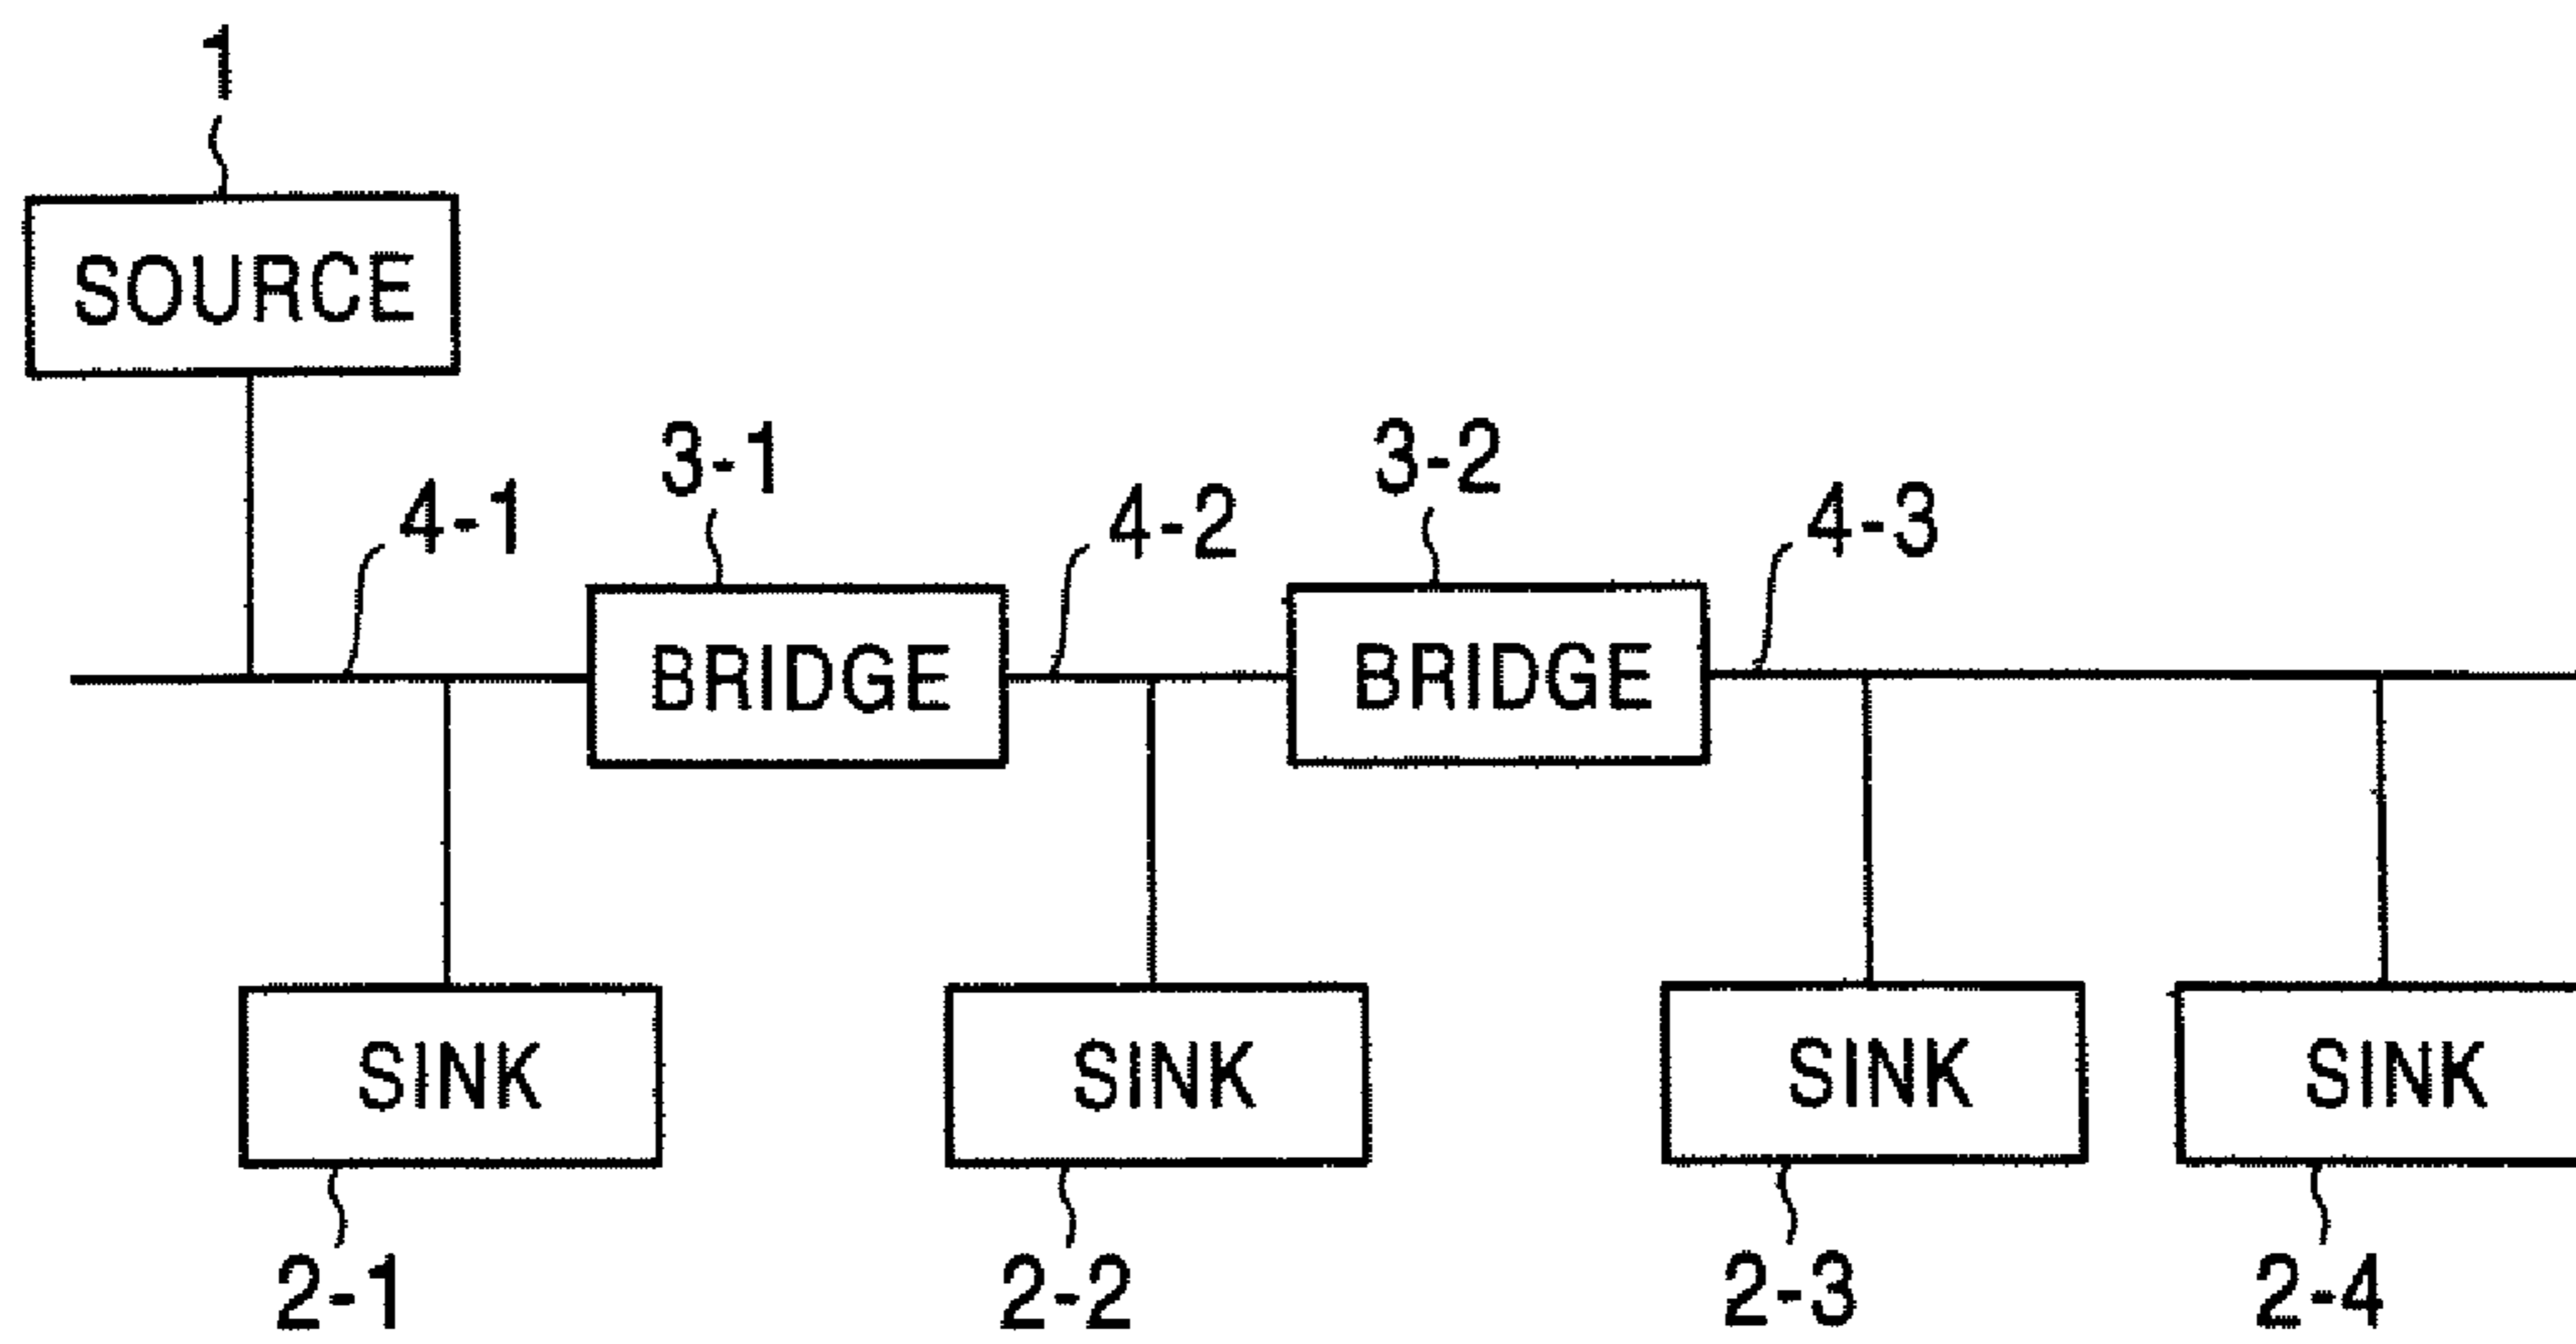 1
SOURCE
3-1
3-2
4-1
4-2
4-3
BRIDGE
BRIDGE
SINK
SINK
SINK
SINK
2-1
2-2
2-3
2-4